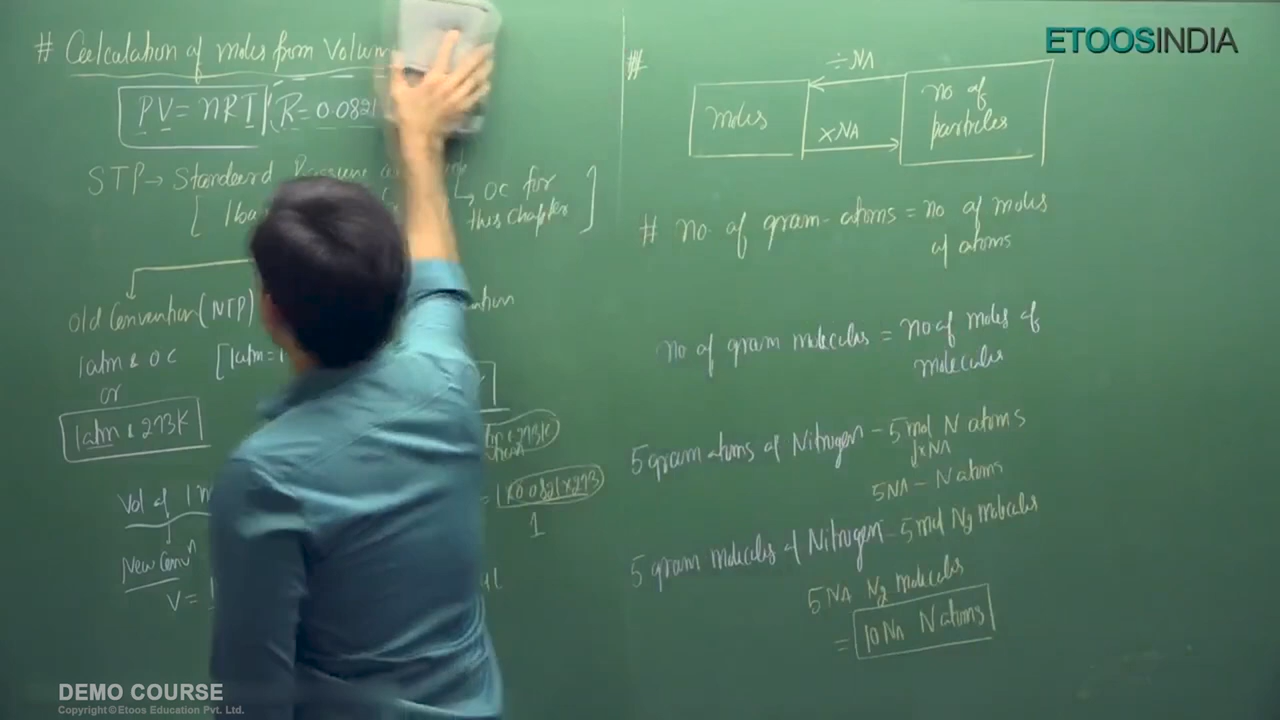 # Calculation of moles from Volum
PV = nRT (R = 0.0821
STP → Standard Pressure
[ 1ba
0C for
this chapter ]
Old Convention (NTP)
1atm & 0C [1atm = 1
or
1atm & 273K
273K
Vol of 1 m
= 1×0.0821×273
1
New Convn
V =
##
÷NA
moles
no of
particles
×NA
# no. of gram-atoms = no of moles
of atoms
no of gram molecules = no of moles of
molecules
5 gram atoms of Nitrogen - 5 mol N atoms
↓×NA
5NA - N atoms
5 gram molecules of Nitrogen - 5 mol N2 molecules
5NA N2 molecules
= 10NA N atoms
ETOOSINDIA
DEMO COURSE
Copyright©Etoos Education Pvt. Ltd.